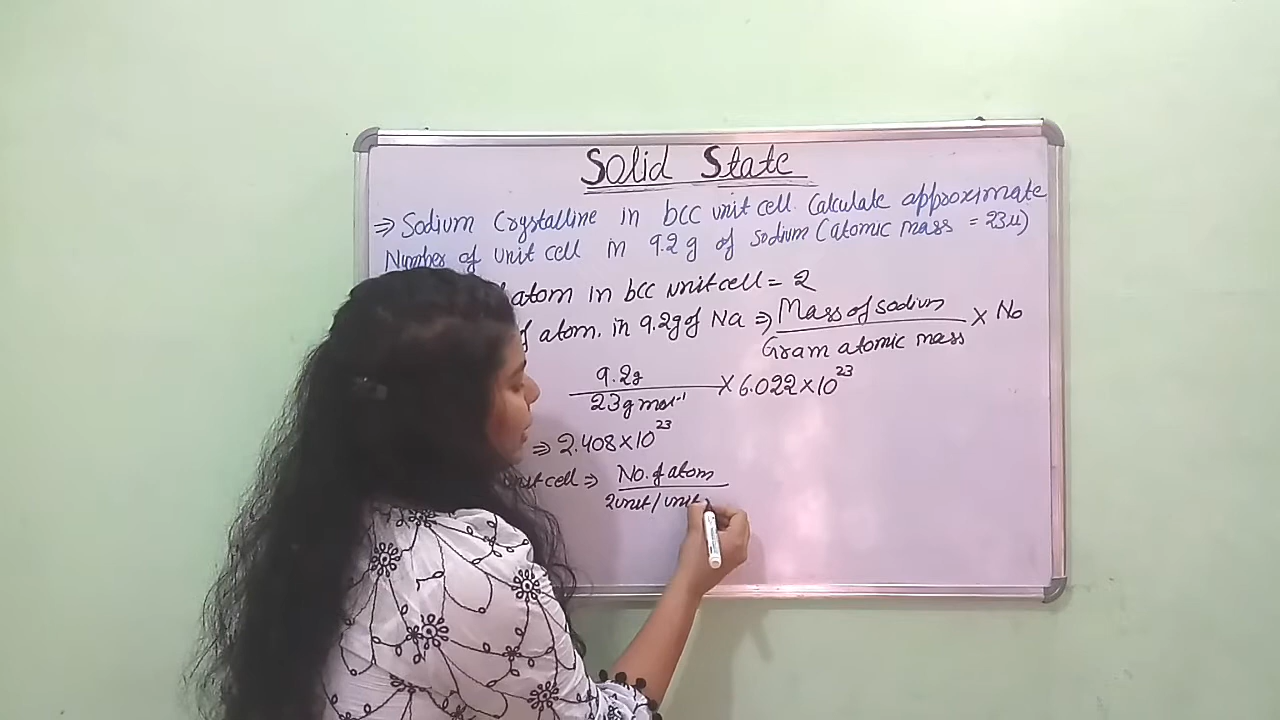 Solid State
⇒ Sodium Crystalline in bcc unit cell. Calculate approximate
Number of unit cell in 9.2 g of sodium (atomic mass = 23u)
atom in bcc unit cell = 2
of atom. in 9.2g of Na ⇒ Mass of sodium × No
Gram atomic mass
9.2g × 6.022×10²³
23g mol⁻¹
⇒ 2.408×10²³
unit cell ⇒ No. of atom
2unit/unit